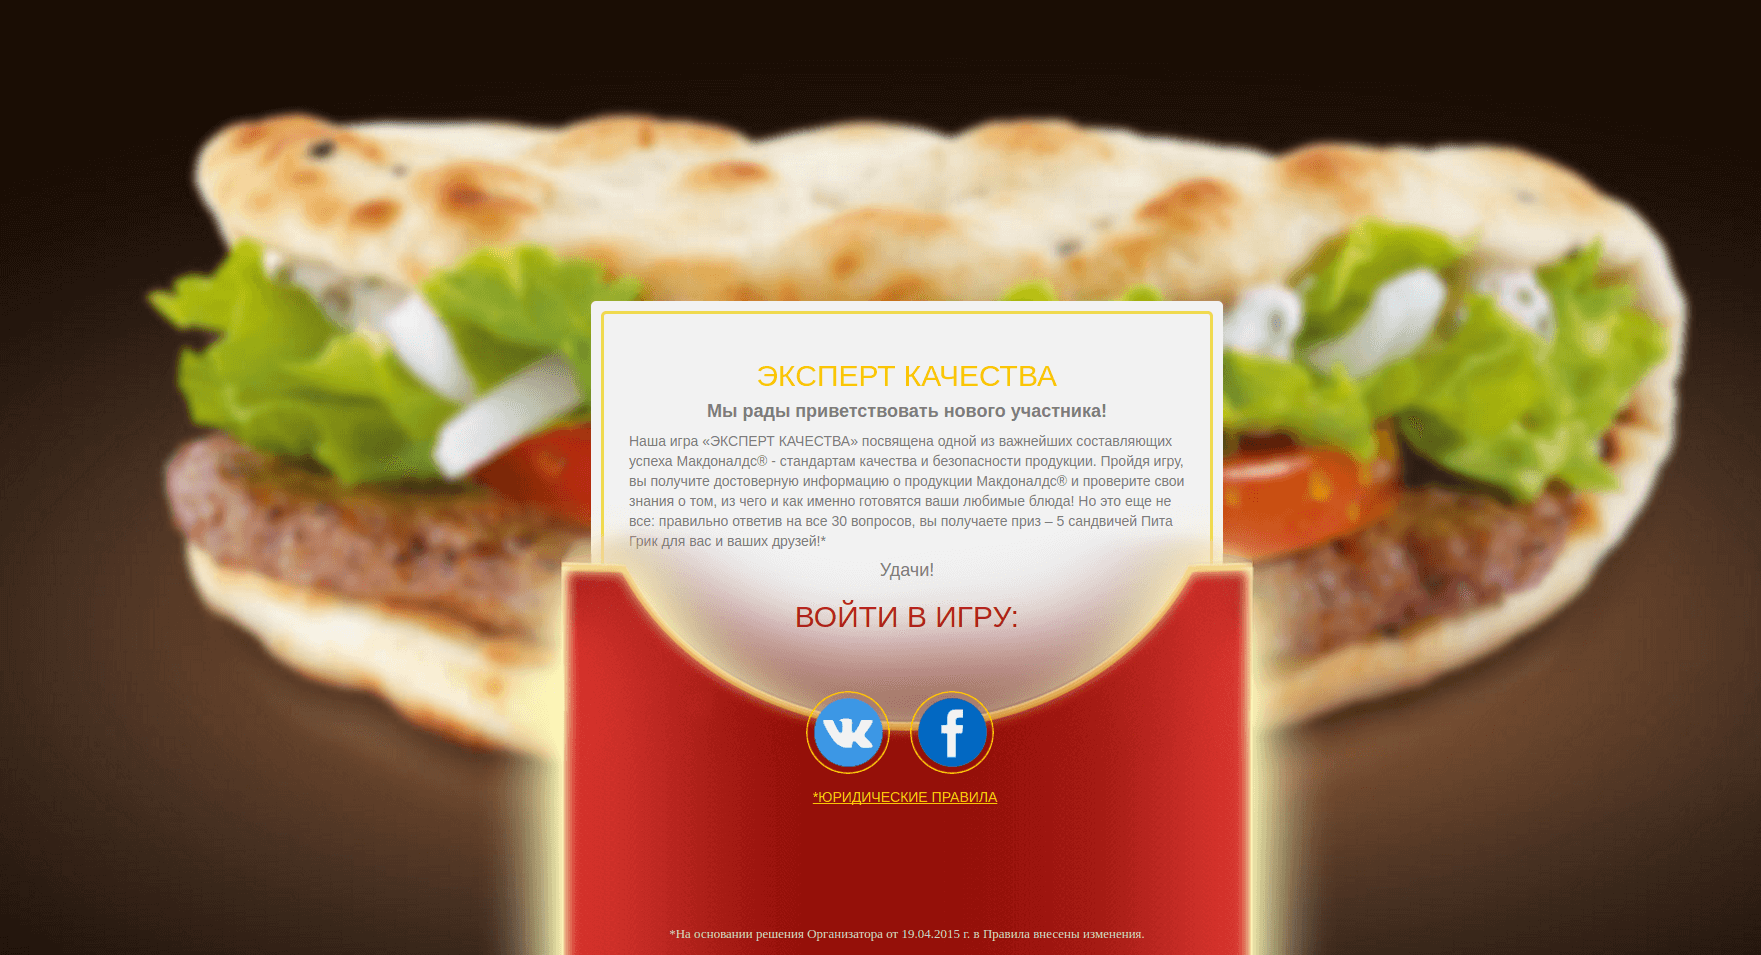 ЭКСПЕРТ КАЧЕСТВА
Мы рады приветствовать нового участника!
Наша игра «ЭКСПЕРТ КАЧЕСТВА» посвящена одной из важнейших составляющих
успеха Макдоналдс® - стандартам качества и безопасности продукции. Пройдя игру,
вы получите достоверную информацию о продукции Макдоналдс® и проверите свои
знания о том, из чего и как именно готовятся ваши любимые блюда! Но это еще не
все: правильно ответив на все 30 вопросов, вы получаете приз – 5 сандвичей Пита
Грик для вас и ваших друзей!*
Удачи!
ВОЙТИ В ИГРУ:
*ЮРИДИЧЕСКИЕ ПРАВИЛА
*На основании решения Организатора от 19.04.2015 г. в Правила внесены изменения.